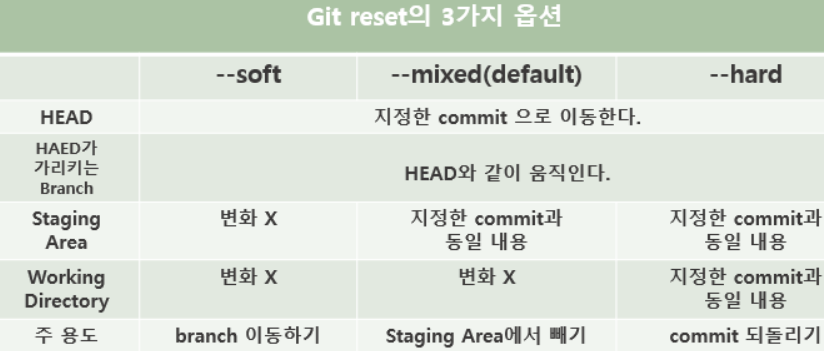 Git reset의 3가지 옵션
--soft --mixed(default) --hard
HEAD 지정한 commit 으로 이동한다.
HAED가
가리키는
Branch
HEAD와 같이 움직인다.
Staging
Area
변화 X
지정한 commit과
동일 내용
지정한 commit과
동일 내용
Working
Directory
변화 X
변화 X
지정한 commit과
동일 내용
주 용도 branch 이동하기 Staging Area에서 빼기 commit 되돌리기